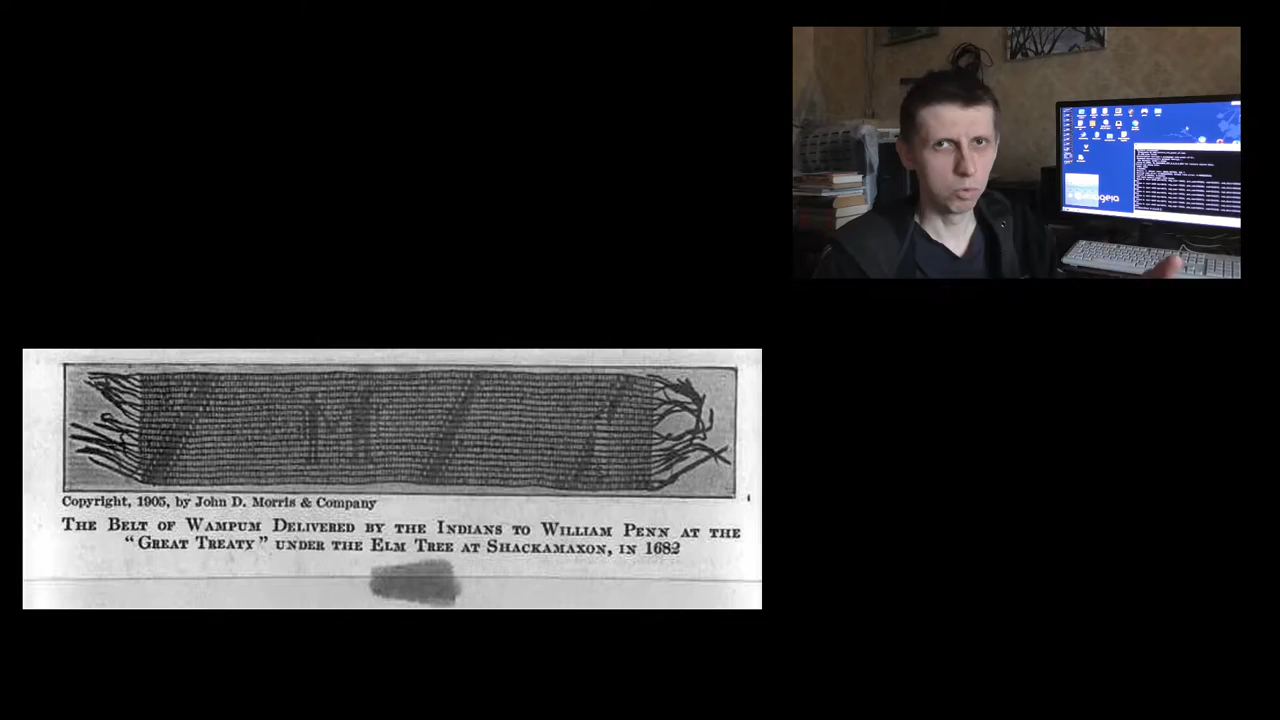 Copyright, 1905, by John D. Morris & Company
THE BELT OF WAMPUM DELIVERED BY THE INDIANS TO WILLIAM PENN AT THE
"GREAT TREATY" UNDER THE ELM TREE AT SHACKAMAXON, IN 1682